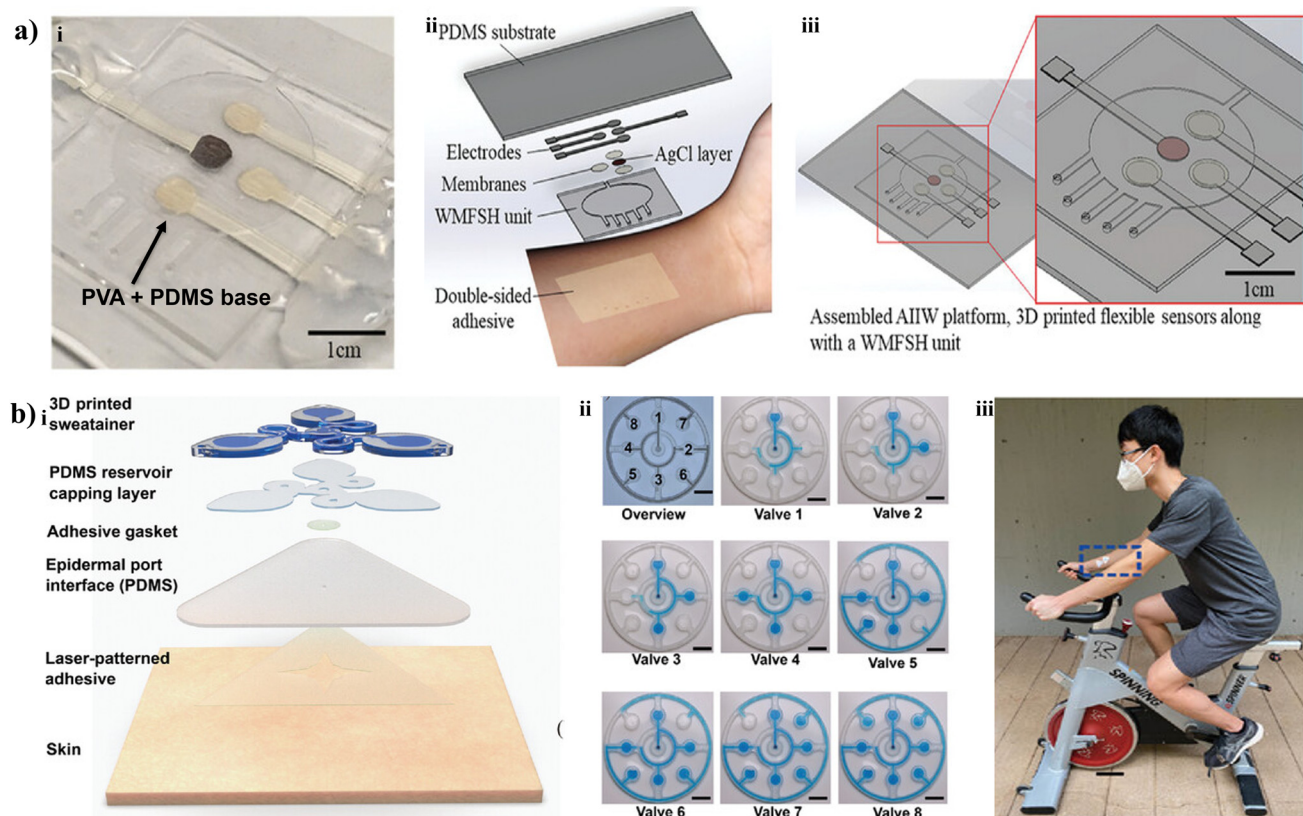 a)
i
PVA + PDMS base
1cm
ii
PDMS substrate
Electrodes
AgCl layer
Membranes
WMFSH unit
Double-sided
adhesive
iii
1cm
Assembled AIIW platform, 3D printed flexible sensors along
with a WMFSH unit
b)
i
3D printed
sweatainer
PDMS reservoir
capping layer
Adhesive gasket
Epidermal port
interface (PDMS)
Laser-patterned
adhesive
Skin
(
ii
1
2
3
4
5
6
7
8
Overview
Valve 1
Valve 2
Valve 3
Valve 4
Valve 5
Valve 6
Valve 7
Valve 8
iii
SPINNING
SPINNER